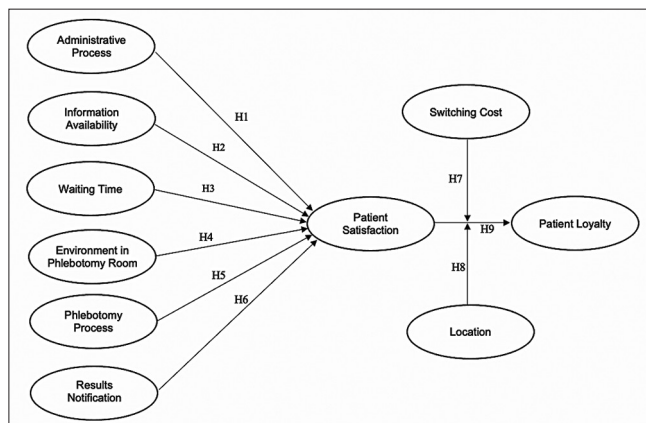 Administrative
Process
H1
Information
Availability
H2
Waiting Time
H3
Environment in
Phlebotomy Room
H4
Phlebotomy
Process
H5
Results
Notification
H6
Patient
Satisfaction
Switching Cost
H7
H9
Patient Loyalty
H8
Location